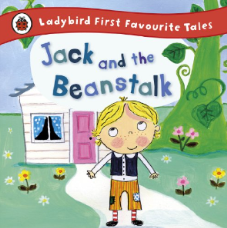 Ladybird First Favourite Tales
Jack and the
Beanstalk